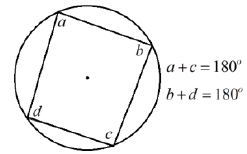 a
b
a + c = 180°
b + d = 180°
d
c